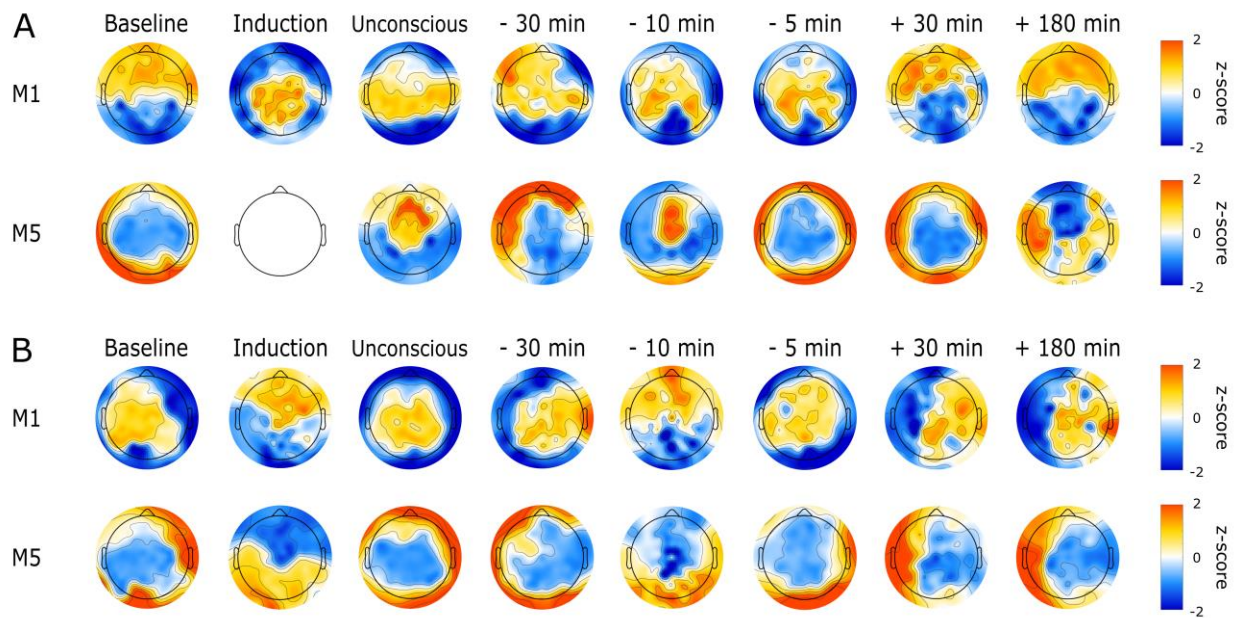 A
Baseline Induction Unconscious - 30 min - 10 min - 5 min + 30 min + 180 min
M1
2
0
-2
z-score
M5
2
0
-2
z-score
B
Baseline Induction Unconscious - 30 min - 10 min - 5 min + 30 min + 180 min
M1
2
0
-2
z-score
M5
2
0
-2
z-score